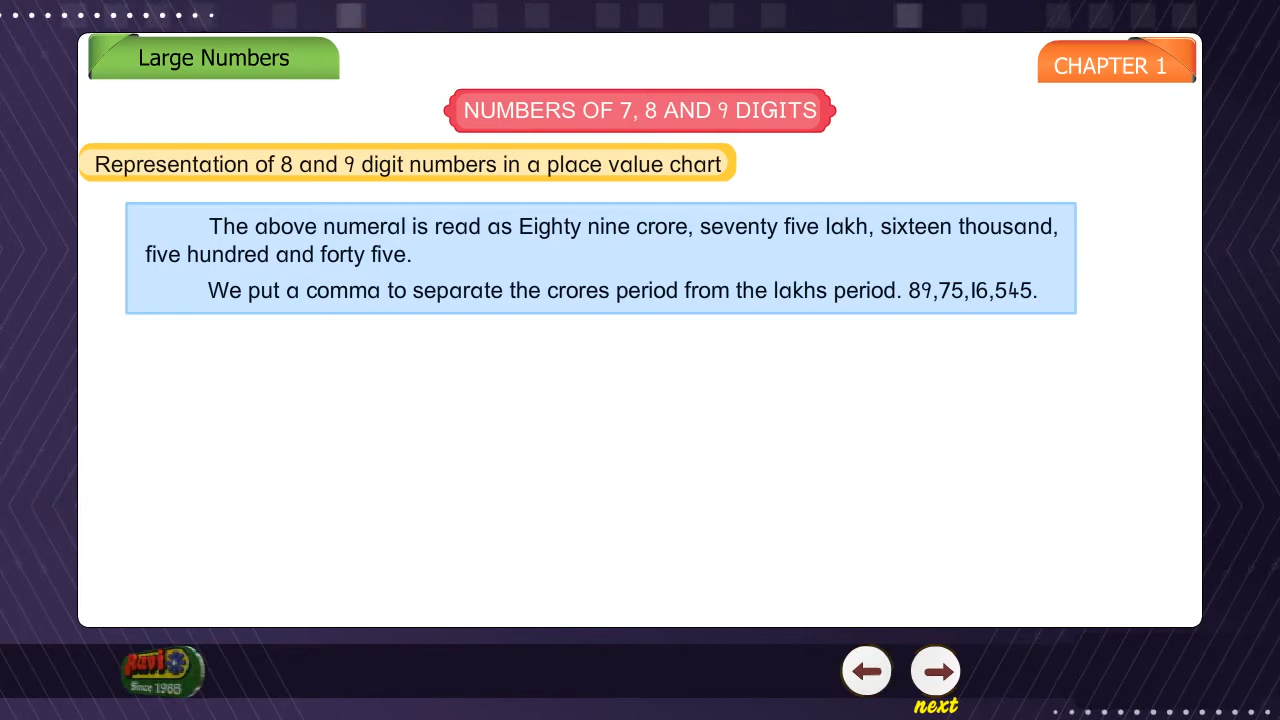 Large Numbers
CHAPTER 1
NUMBERS OF 7, 8 AND 9 DIGITS
Representation of 8 and 9 digit numbers in a place value chart
The above numeral is read as Eighty nine crore, seventy five lakh, sixteen thousand,
five hundred and forty five.
We put a comma to separate the crores period from the lakhs period. 89,75,16,545.
Ravi
Since 1988
next